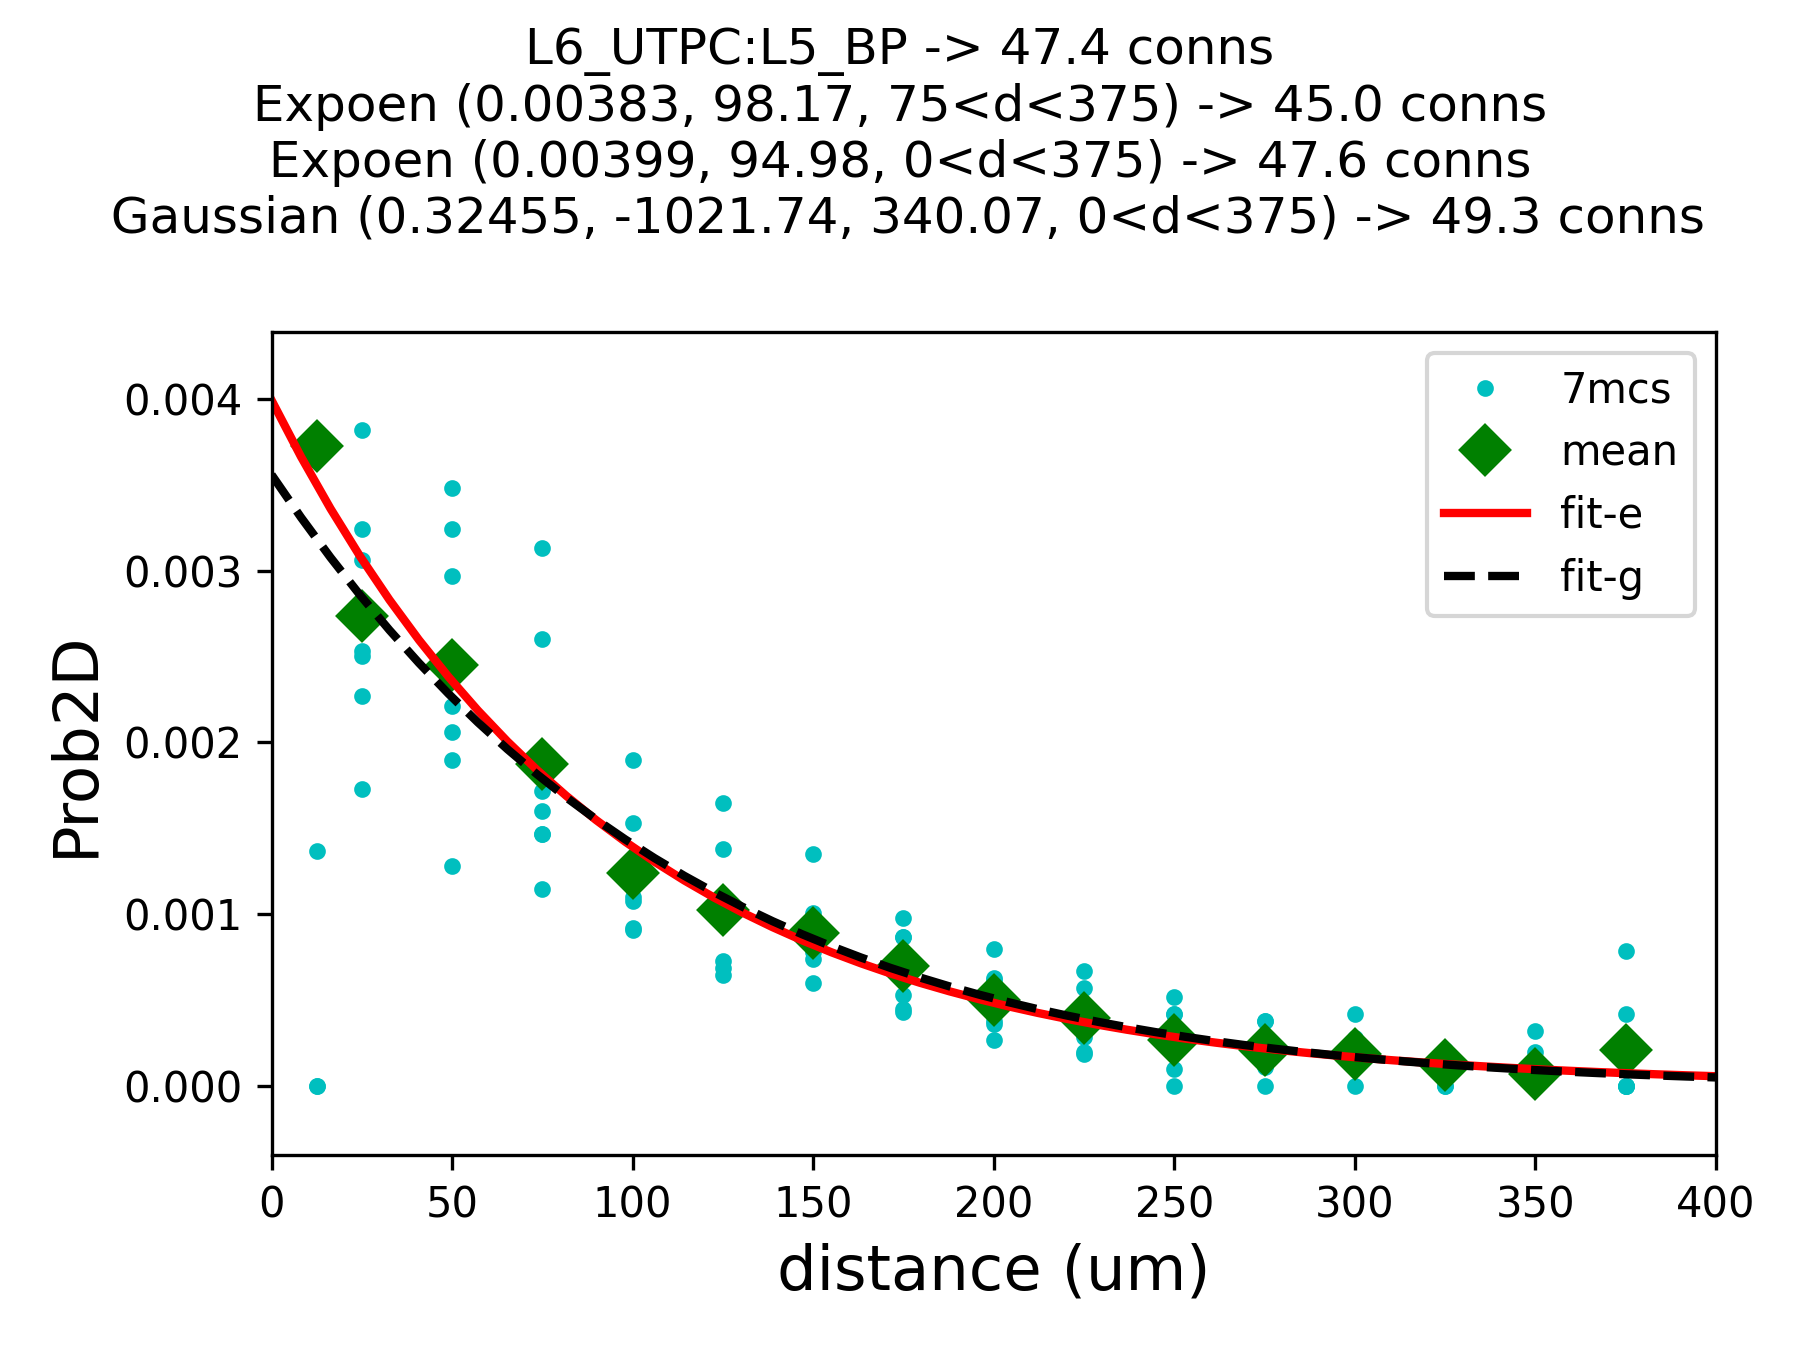 L6_UTPC:L5_BP -> 47.4 conns
Expoen (0.00383, 98.17, 75<d<375) -> 45.0 conns
Expoen (0.00399, 94.98, 0<d<375) -> 47.6 conns
Gaussian (0.32455, -1021.74, 340.07, 0<d<375) -> 49.3 conns
7mcs
mean
fit-e
fit-g
Prob2D
0.004
0.003
0.002
0.001
0.000
0 50 100 150 200 250 300 350 400
distance (um)